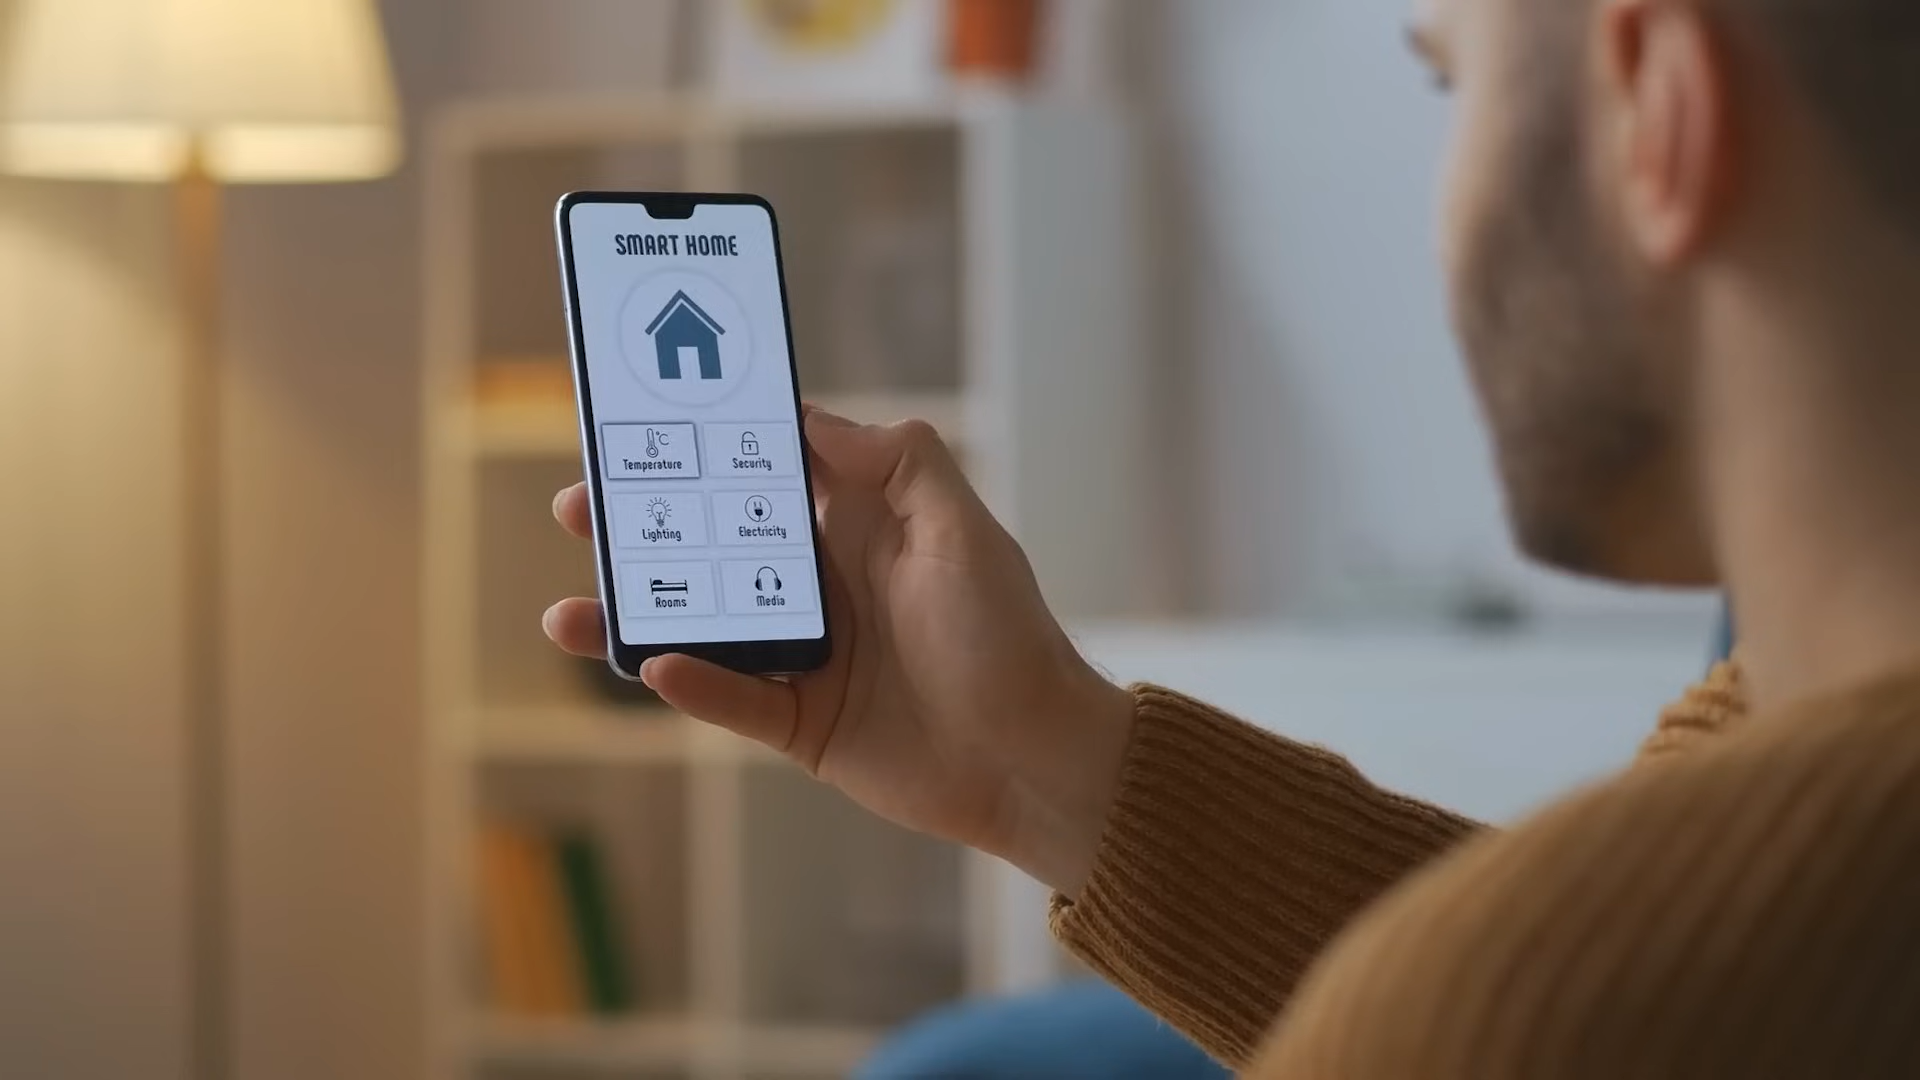 SMART HOME
°C
Temperature
Security
Lighting
Electricity
Rooms
Media